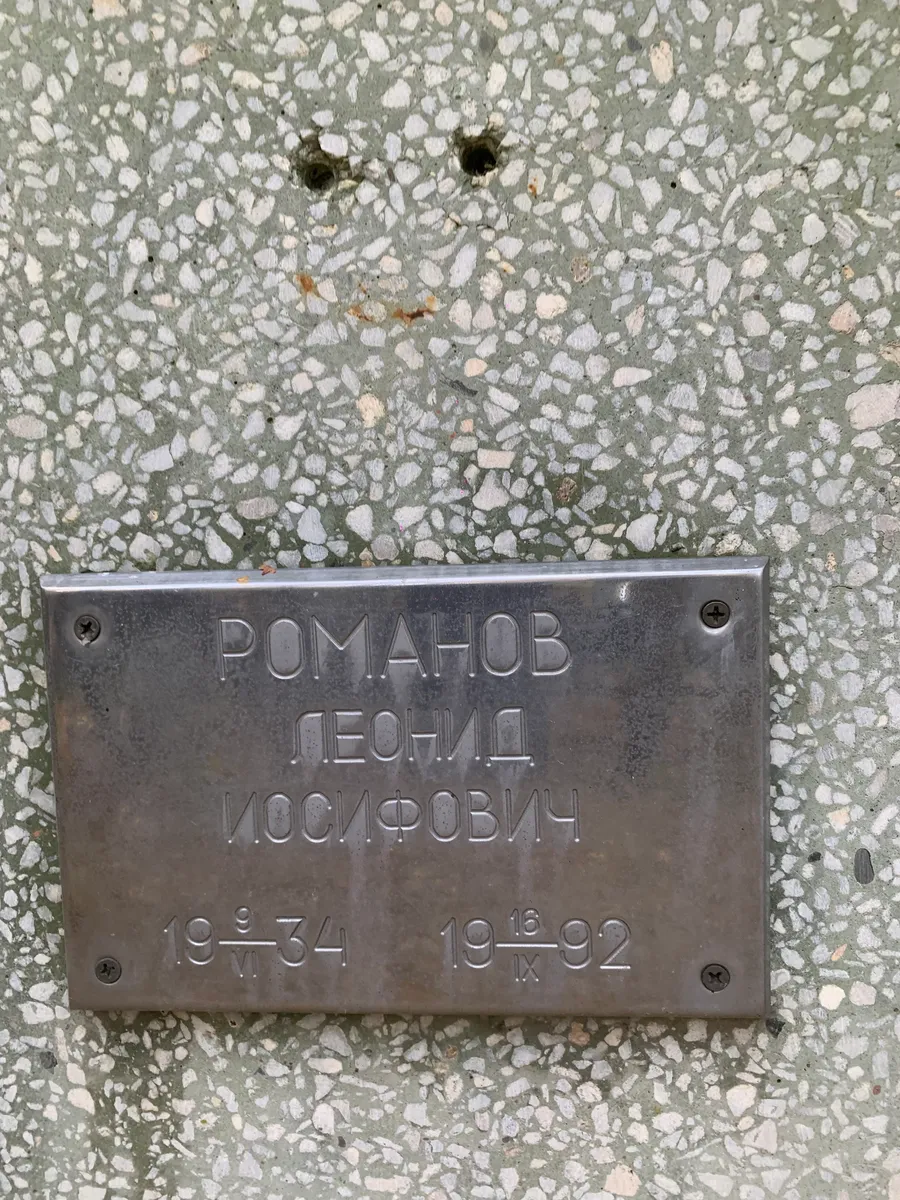 РОМАНОВ
ЛЕОНИД
ИОСИФОВИЧ
19 9/VI 34 19 16/IX 92